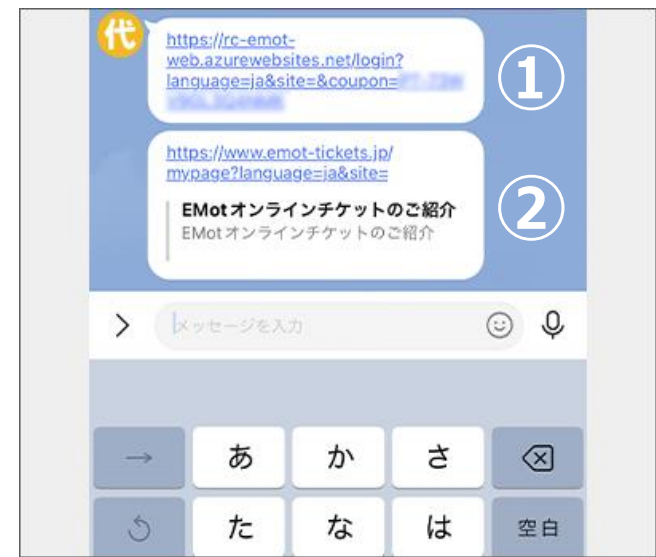 代
https://rc-emot-
web.azurewebsites.net/login?
language=ja&site=&coupon=
①
https://www.emot-tickets.jp/
mypage?language=ja&site=
EMotオンラインチケットのご紹介
EMotオンラインチケットのご紹介
②
メッセージを入力
→ あ か さ
た な は 空白